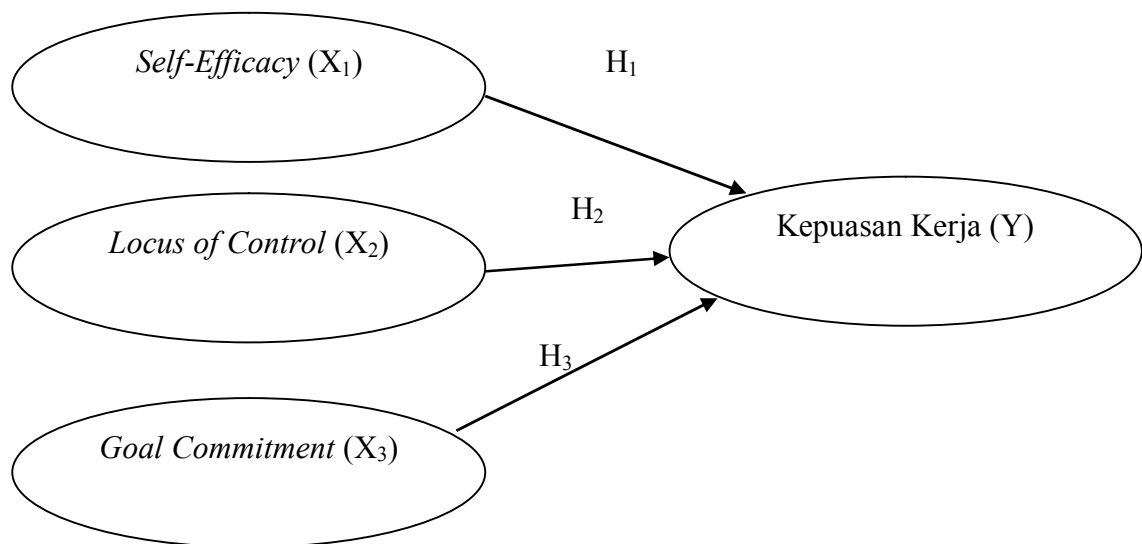 Self-Efficacy (X₁)
H₁
Locus of Control (X₂)
H₂
Kepuasan Kerja (Y)
H₃
Goal Commitment (X₃)